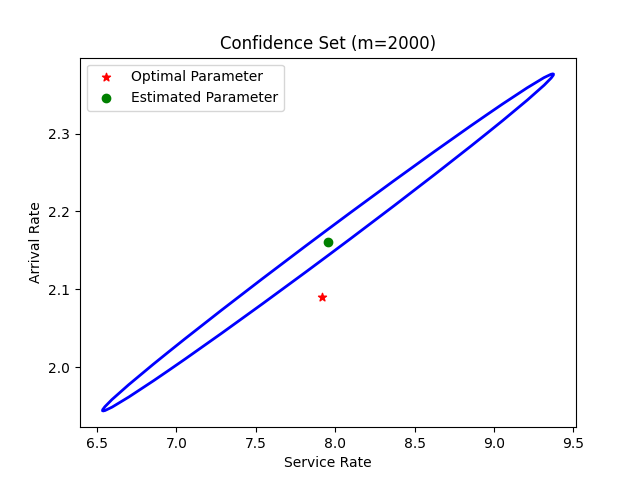 Confidence Set (m=2000)
Optimal Parameter
Estimated Parameter
2.3
2.2
2.1
2.0
Arrival Rate
6.5 7.0 7.5 8.0 8.5 9.0 9.5
Service Rate